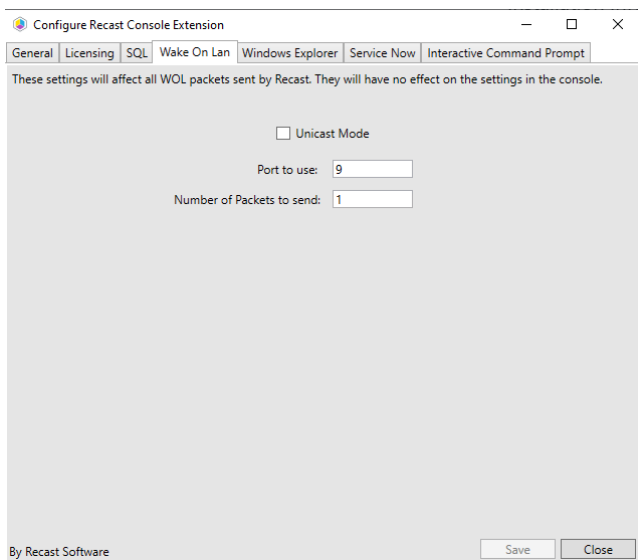 Configure Recast Console Extension
General Licensing SQL Wake On Lan Windows Explorer Service Now Interactive Command Prompt
These settings will affect all WOL packets sent by Recast. They will have no effect on the settings in the console.
Unicast Mode
Port to use: 9
Number of Packets to send: 1
By Recast Software Save Close